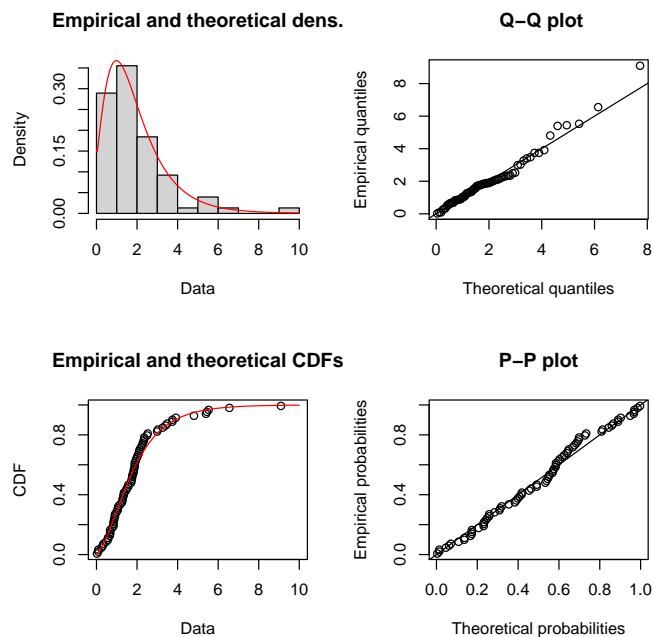 Empirical and theoretical dens.
Density
0.00 0.15 0.30
0 2 4 6 8 10
Data
Q−Q plot
Empirical quantiles
0 2 4 6 8
0 2 4 6 8
Theoretical quantiles
Empirical and theoretical CDFs
CDF
0.0 0.4 0.8
0 2 4 6 8 10
Data
P−P plot
Empirical probabilities
0.0 0.4 0.8
0.0 0.2 0.4 0.6 0.8 1.0
Theoretical probabilities